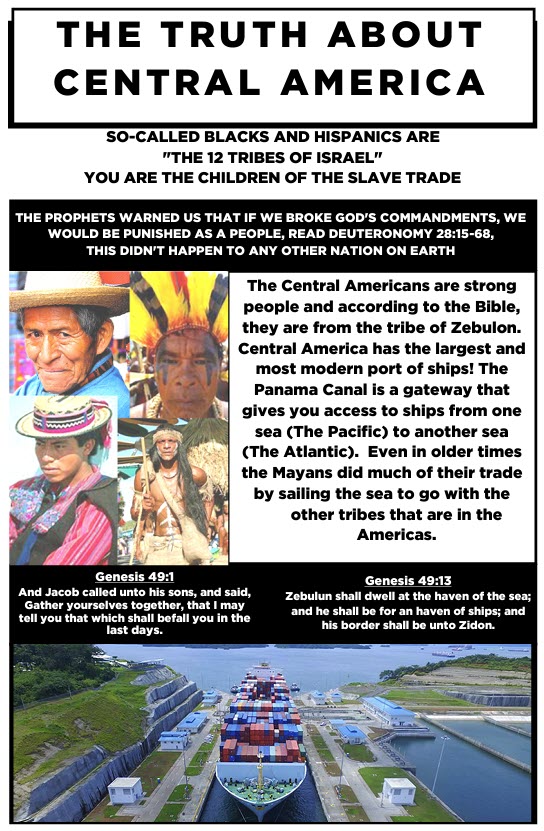 THE TRUTH ABOUT
CENTRAL AMERICA
SO-CALLED BLACKS AND HISPANICS ARE
"THE 12 TRIBES OF ISRAEL"
YOU ARE THE CHILDREN OF THE SLAVE TRADE
THE PROPHETS WARNED US THAT IF WE BROKE GOD'S COMMANDMENTS, WE
WOULD BE PUNISHED AS A PEOPLE, READ DEUTERONOMY 28:15-68,
THIS DIDN'T HAPPEN TO ANY OTHER NATION ON EARTH
The Central Americans are strong
people and according to the Bible,
they are from the tribe of Zebulon.
Central America has the largest and
most modern port of ships! The
Panama Canal is a gateway that
gives you access to ships from one
sea (The Pacific) to another sea
(The Atlantic). Even in older times
the Mayans did much of their trade
by sailing the sea to go with the
other tribes that are in the
Americas.
Genesis 49:1
And Jacob called unto his sons, and said,
Gather yourselves together, that I may
tell you that which shall befall you in the
last days.
Genesis 49:13
Zebulun shall dwell at the haven of the sea;
and he shall be for an haven of ships; and
his border shall be unto Zidon.